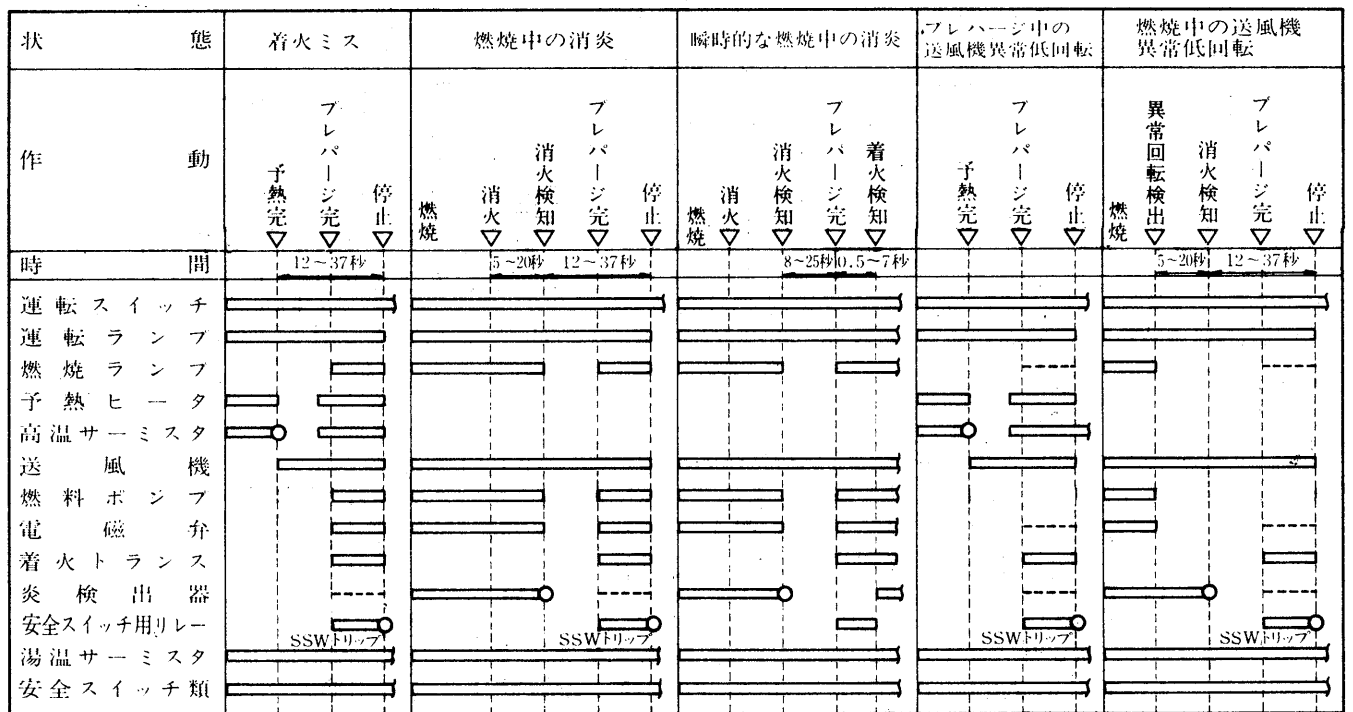 状態
着火ミス
燃焼中の消炎
瞬時的な燃焼中の消炎
プレパージ中の
送風機異常低回転
燃焼中の送風機
異常低回転
作動
予熱完
プレパージ完
停止
燃焼
消火
消火検知
プレパージ完
停止
燃焼
消火
消火検知
プレパージ完
着火検知
予熱完
プレパージ完
停止
燃焼
異常回転検出
消火検知
プレパージ完
停止
時間
12~37秒
5~20秒
12~37秒
8~25秒
0.5~7秒
5~20秒
12~37秒
運転スイッチ
運転ランプ
燃焼ランプ
予熱ヒータ
高温サーミスタ
送風機
燃料ポンプ
電磁弁
着火トランス
炎検出器
安全スイッチ用リレー
SSWトリップ
SSWトリップ
SSWトリップ
SSWトリップ
湯温サーミスタ
安全スイッチ類